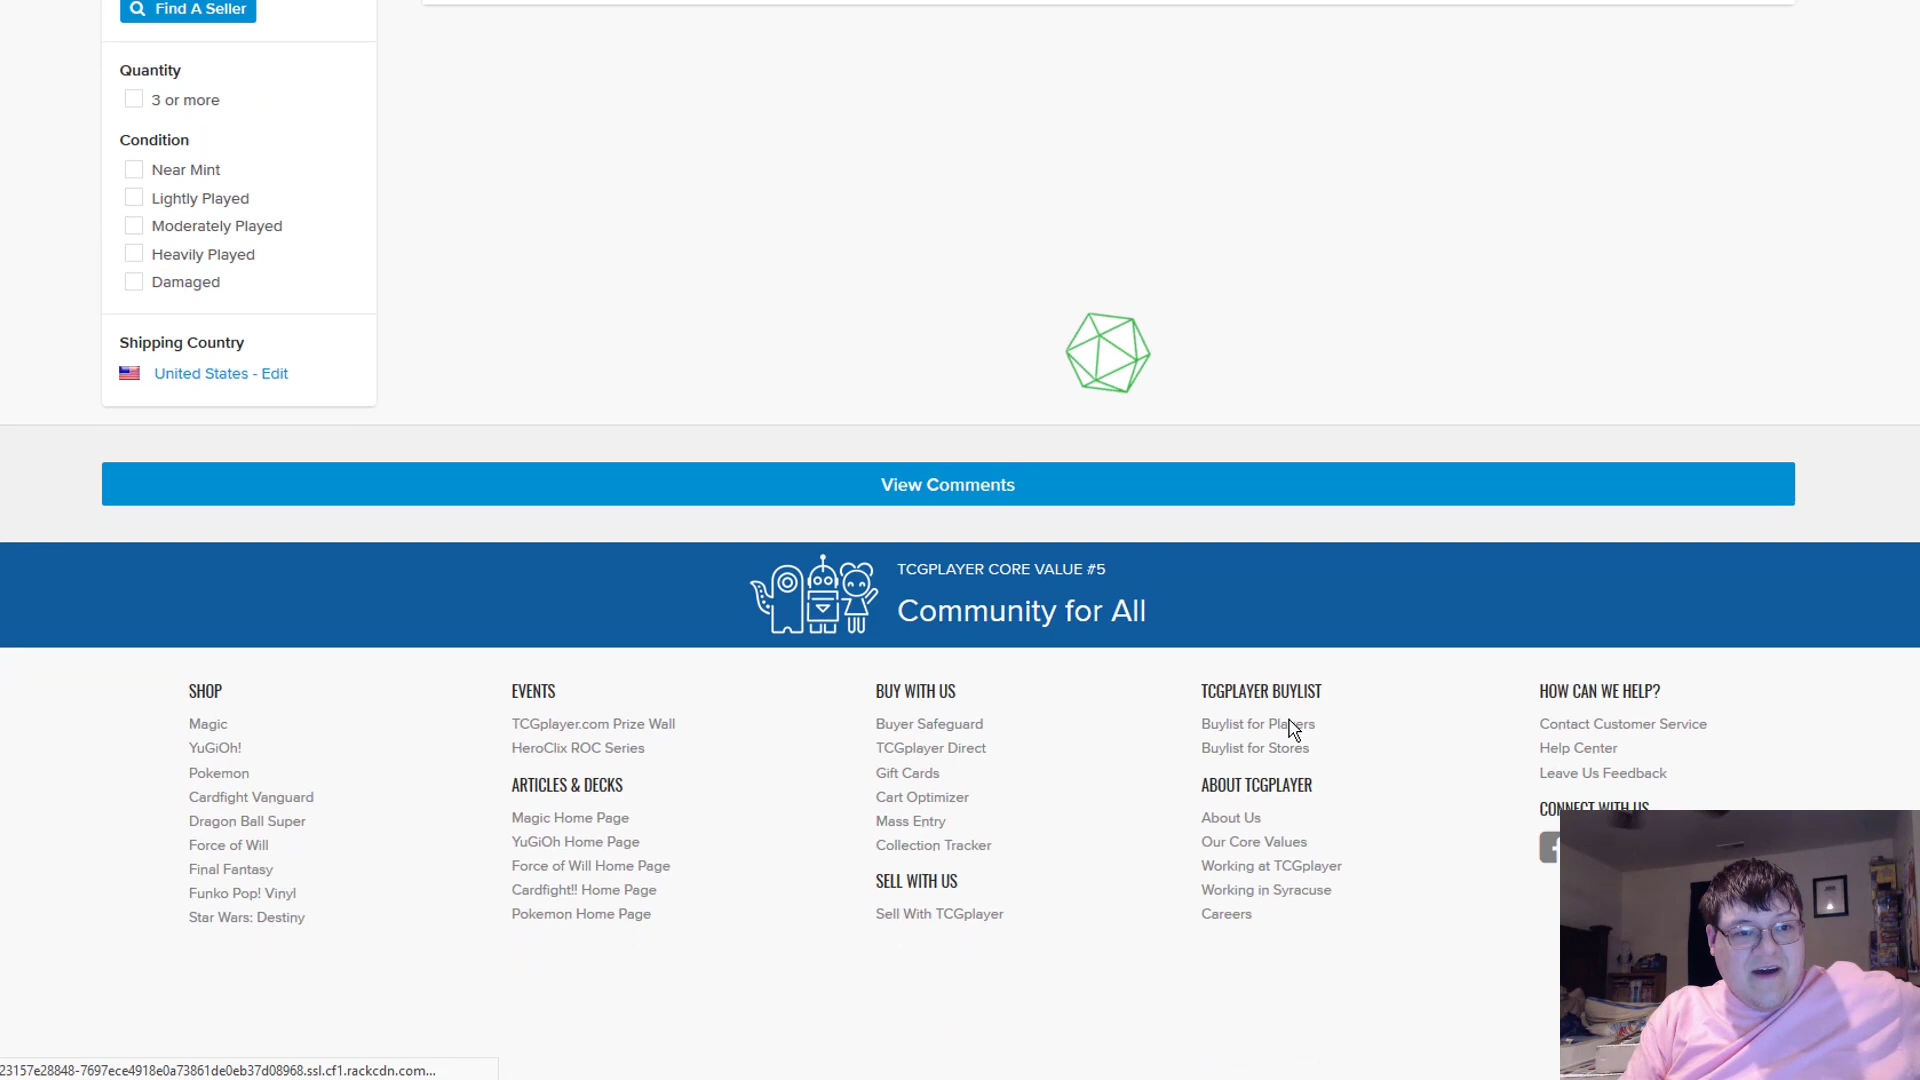 Find A Seller
Quantity
3 or more
Condition
Near Mint
Lightly Played
Moderately Played
Heavily Played
Damaged
Shipping Country
United States - Edit
View Comments
TCGPLAYER CORE VALUE #5
Community for All
SHOP
Magic
YuGiOh!
Pokemon
Cardfight Vanguard
Dragon Ball Super
Force of Will
Final Fantasy
Funko Pop! Vinyl
Star Wars: Destiny
EVENTS
TCGplayer.com Prize Wall
HeroClix ROC Series
ARTICLES & DECKS
Magic Home Page
YuGiOh Home Page
Force of Will Home Page
Cardfight!! Home Page
Pokemon Home Page
BUY WITH US
Buyer Safeguard
TCGplayer Direct
Gift Cards
Cart Optimizer
Mass Entry
Collection Tracker
SELL WITH US
Sell With TCGplayer
TCGPLAYER BUYLIST
Buylist for Players
Buylist for Stores
ABOUT TCGPLAYER
About Us
Our Core Values
Working at TCGplayer
Working in Syracuse
Careers
HOW CAN WE HELP?
Contact Customer Service
Help Center
Leave Us Feedback
CONNECT WITH US
23157e28848-7697ece4918e0a73861de0eb37d08968.ssl.cf1.rackcdn.com...